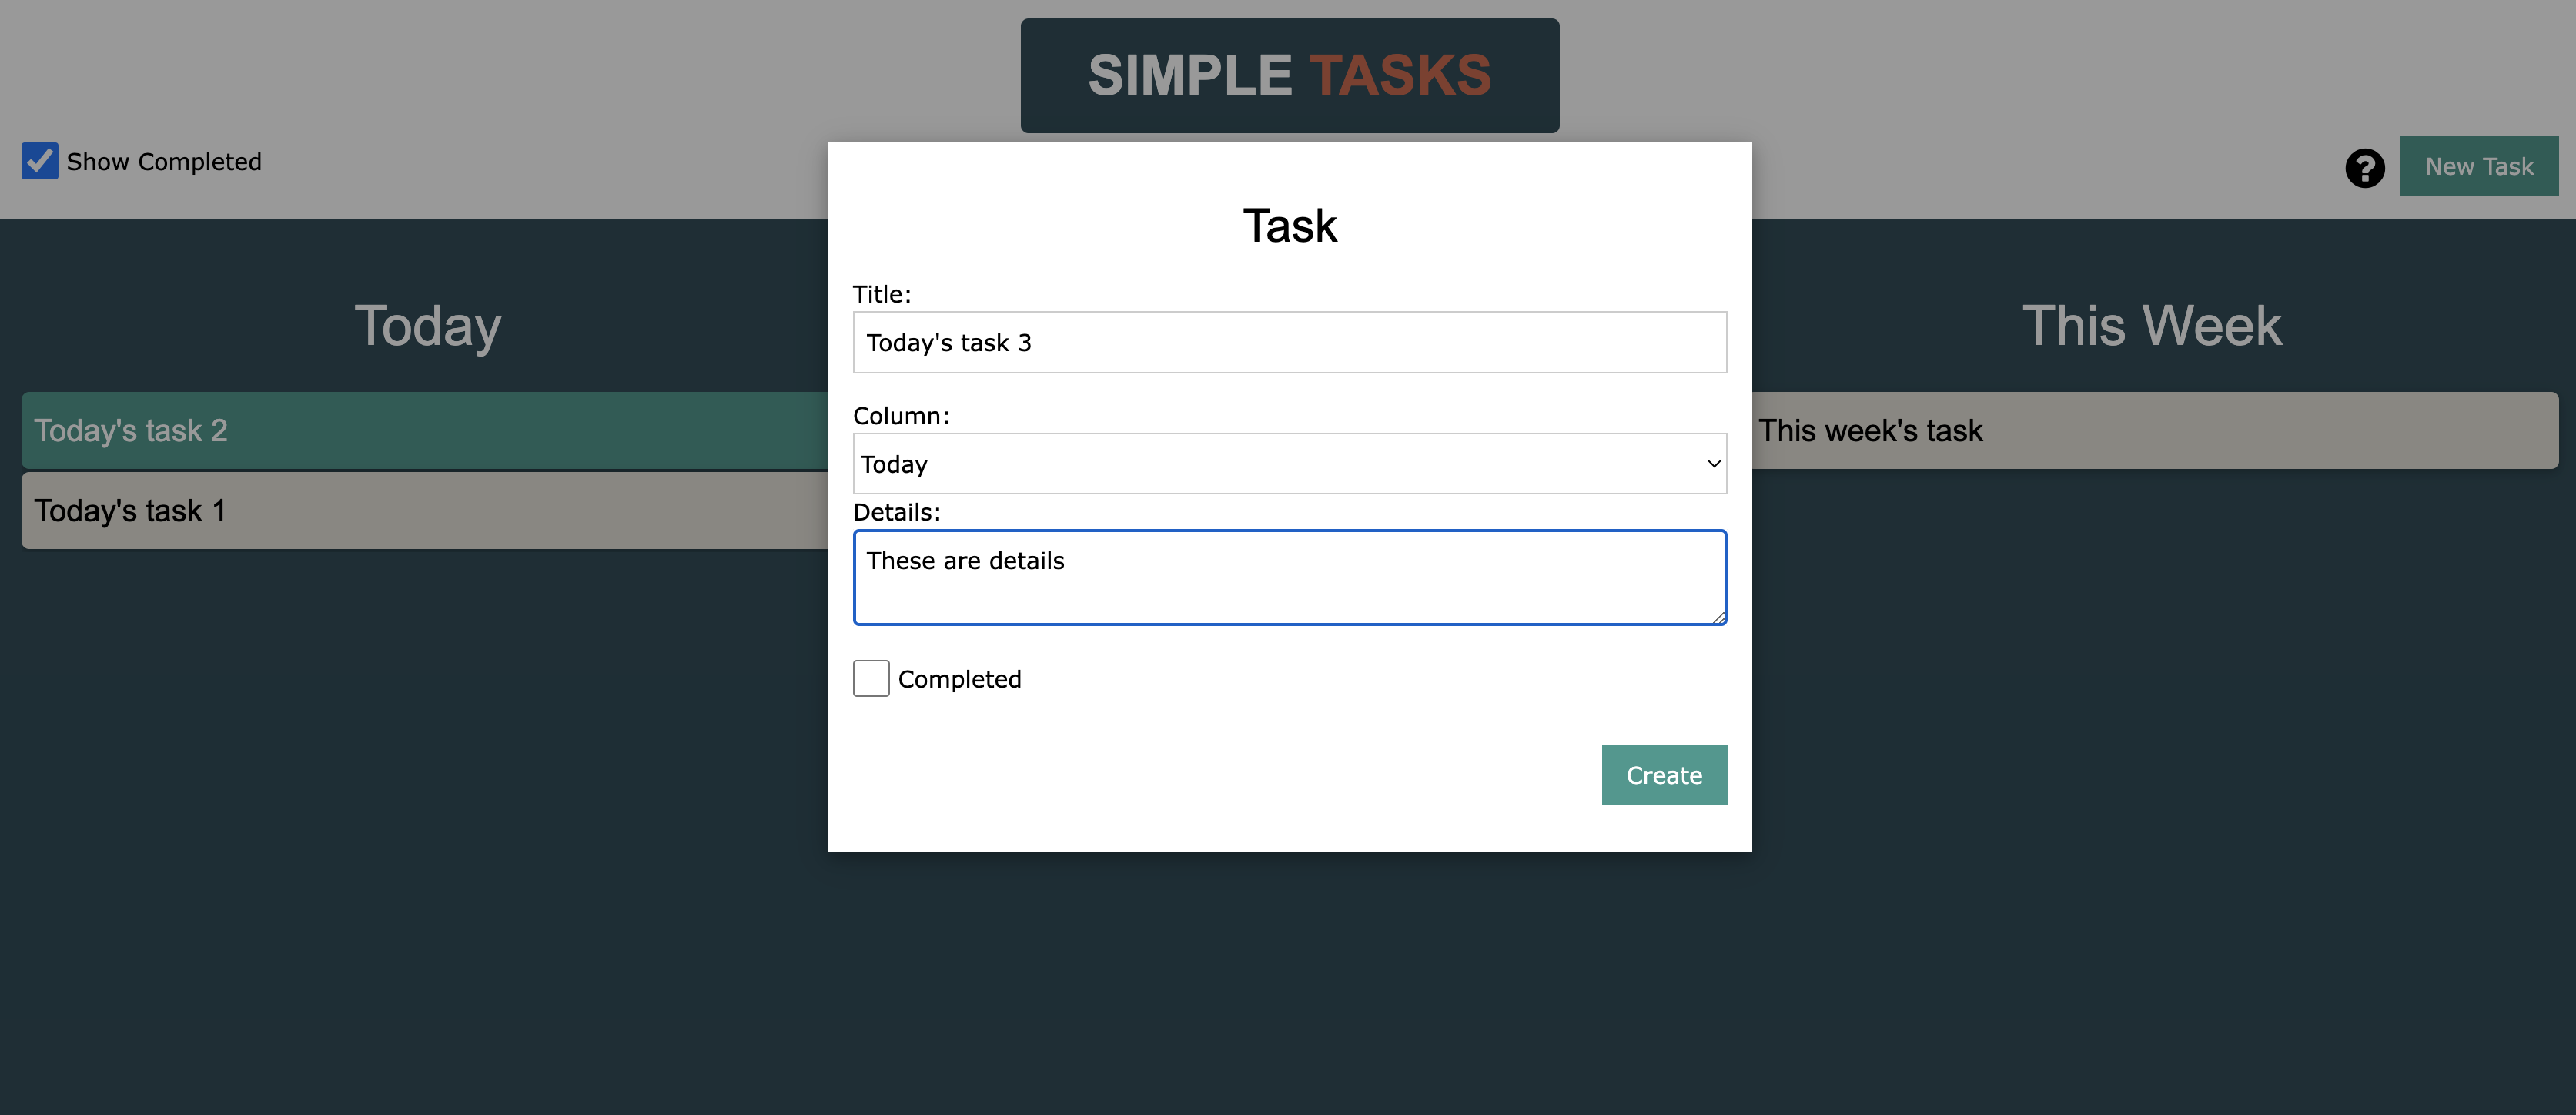 SIMPLE TASKS
Show Completed
?
New Task
Today
This Week
Today's task 2
Today's task 1
This week's task
Task
Title:
Today's task 3
Column:
Today
Details:
These are details
Completed
Create